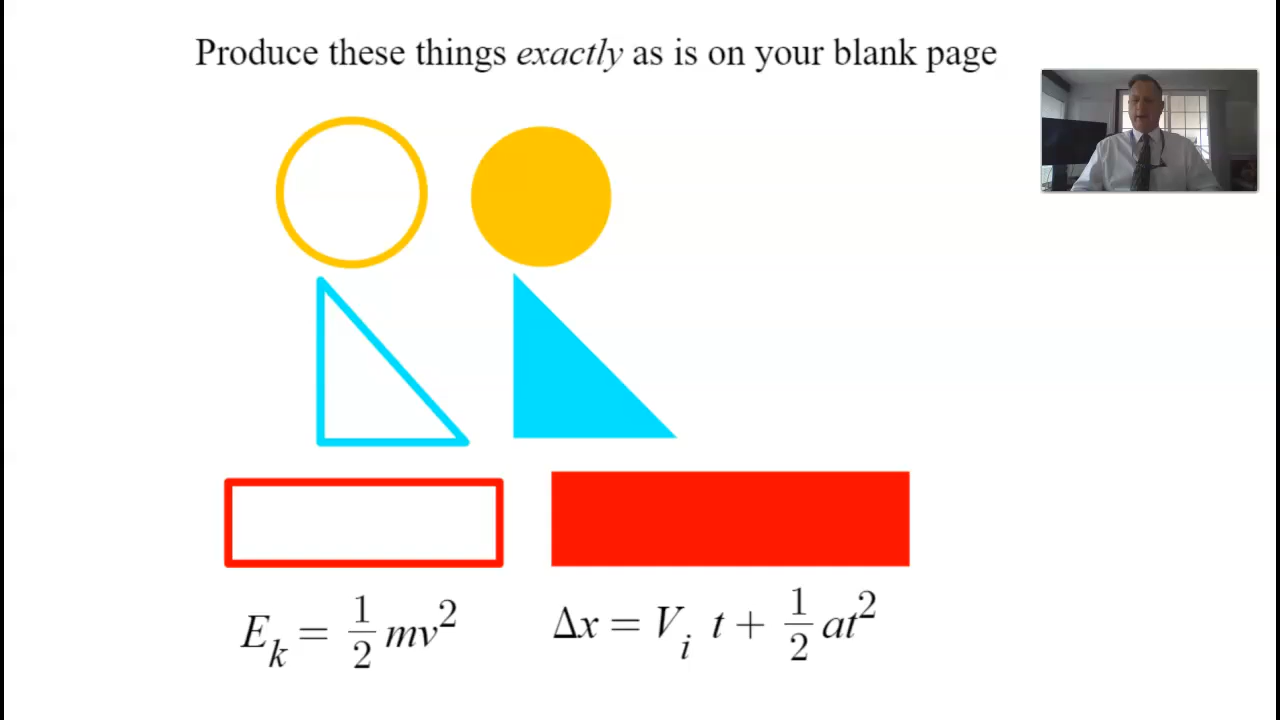 Produce these things exactly as is on your blank page
E_k = 1/2 mv^2
Δx = V_i t + 1/2 at^2